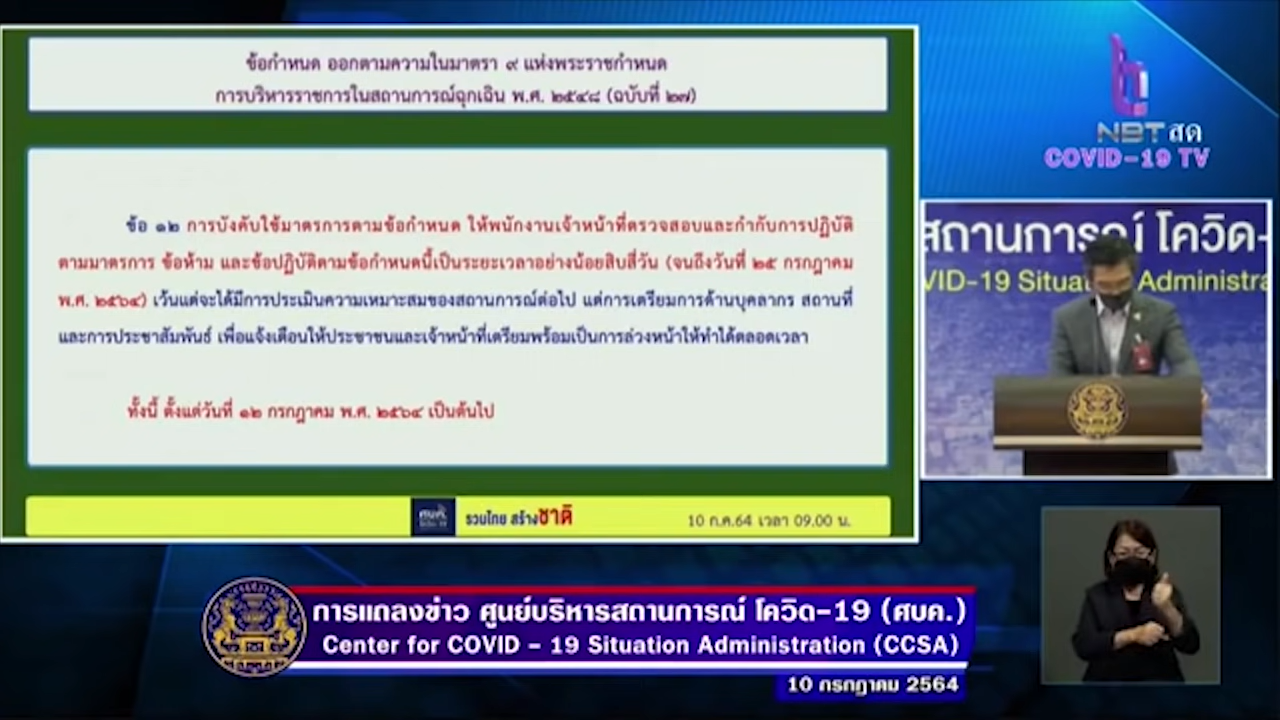 ข้อกำหนด ออกตามความในมาตรา ๙ แห่งพระราชกำหนด
การบริหารราชการในสถานการณ์ฉุกเฉิน พ.ศ. ๒๕๔๘ (ฉบับที่ ๒๗)
ข้อ ๑๒ การบังคับใช้มาตรการตามข้อกำหนด ให้พนักงานเจ้าหน้าที่ตรวจสอบและกำกับการปฏิบัติ
ตามมาตรการ ข้อห้าม และข้อปฏิบัติตามข้อกำหนดนี้เป็นระยะเวลาอย่างน้อยสิบสี่วัน (จนถึงวันที่ ๒๕ กรกฎาคม
พ.ศ. ๒๕๖๔) เว้นแต่จะได้มีการประเมินความเหมาะสมของสถานการณ์ต่อไป แต่การเตรียมการด้านบุคลากร สถานที่
และการประชาสัมพันธ์ เพื่อแจ้งเตือนให้ประชาชนและเจ้าหน้าที่เตรียมพร้อมเป็นการล่วงหน้าให้ทำได้ตลอดเวลา
ทั้งนี้ ตั้งแต่วันที่ ๑๒ กรกฎาคม พ.ศ. ๒๕๖๔ เป็นต้นไป
ศบค. รวมไทย สร้างชาติ 10 ก.ค.64 เวลา 09.00 น.
NBT สด
COVID-19 TV
สถานการณ์ โควิด-
VID-19 Situa Administra
การแถลงข่าว ศูนย์บริหารสถานการณ์ โควิด-19 (ศบค.)
Center for COVID - 19 Situation Administration (CCSA)
10 กรกฎาคม 2564